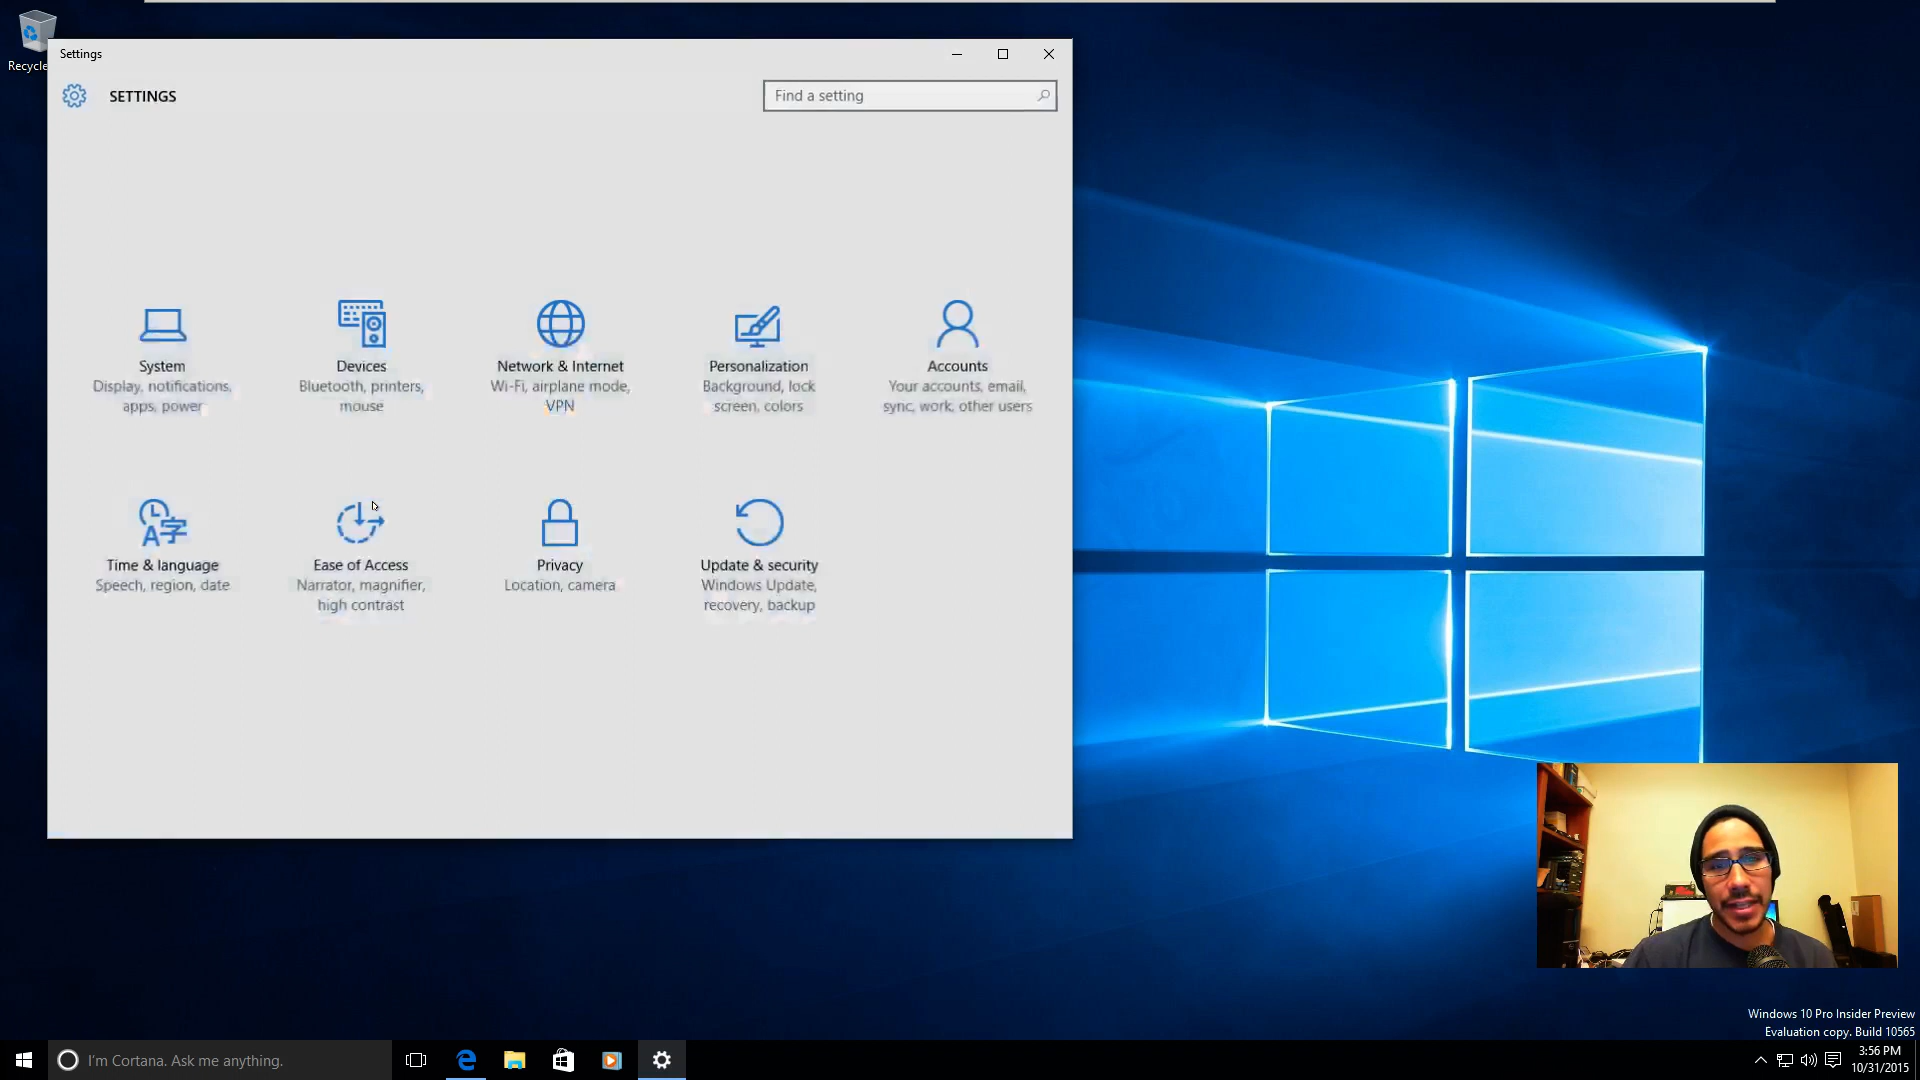 Recycle
Settings
SETTINGS
Find a setting
System
Display, notifications,
apps, power
Devices
Bluetooth, printers,
mouse
Network & Internet
Wi-Fi, airplane mode,
VPN
Personalization
Background, lock
screen, colors
Accounts
Your accounts, email,
sync, work, other users
Time & language
Speech, region, date
Ease of Access
Narrator, magnifier,
high contrast
Privacy
Location, camera
Update & security
Windows Update,
recovery, backup
Windows 10 Pro Insider Preview
Evaluation copy. Build 10565
I'm Cortana. Ask me anything.
3:56 PM
10/31/2015